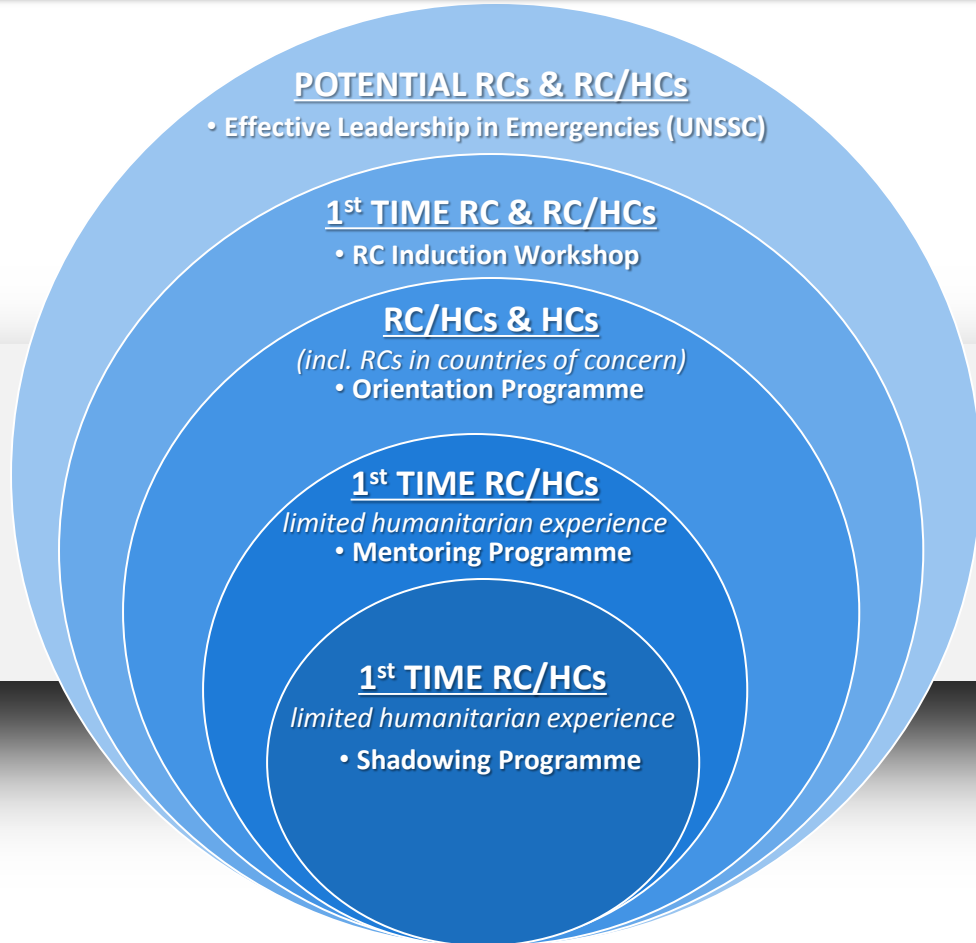 POTENTIAL RCs & RC/HCs
• Effective Leadership in Emergencies (UNSSC)
1st TIME RC & RC/HCs
• RC Induction Workshop
RC/HCs & HCs
(incl. RCs in countries of concern)
• Orientation Programme
1st TIME RC/HCs
limited humanitarian experience
• Mentoring Programme
1st TIME RC/HCs
limited humanitarian experience
• Shadowing Programme